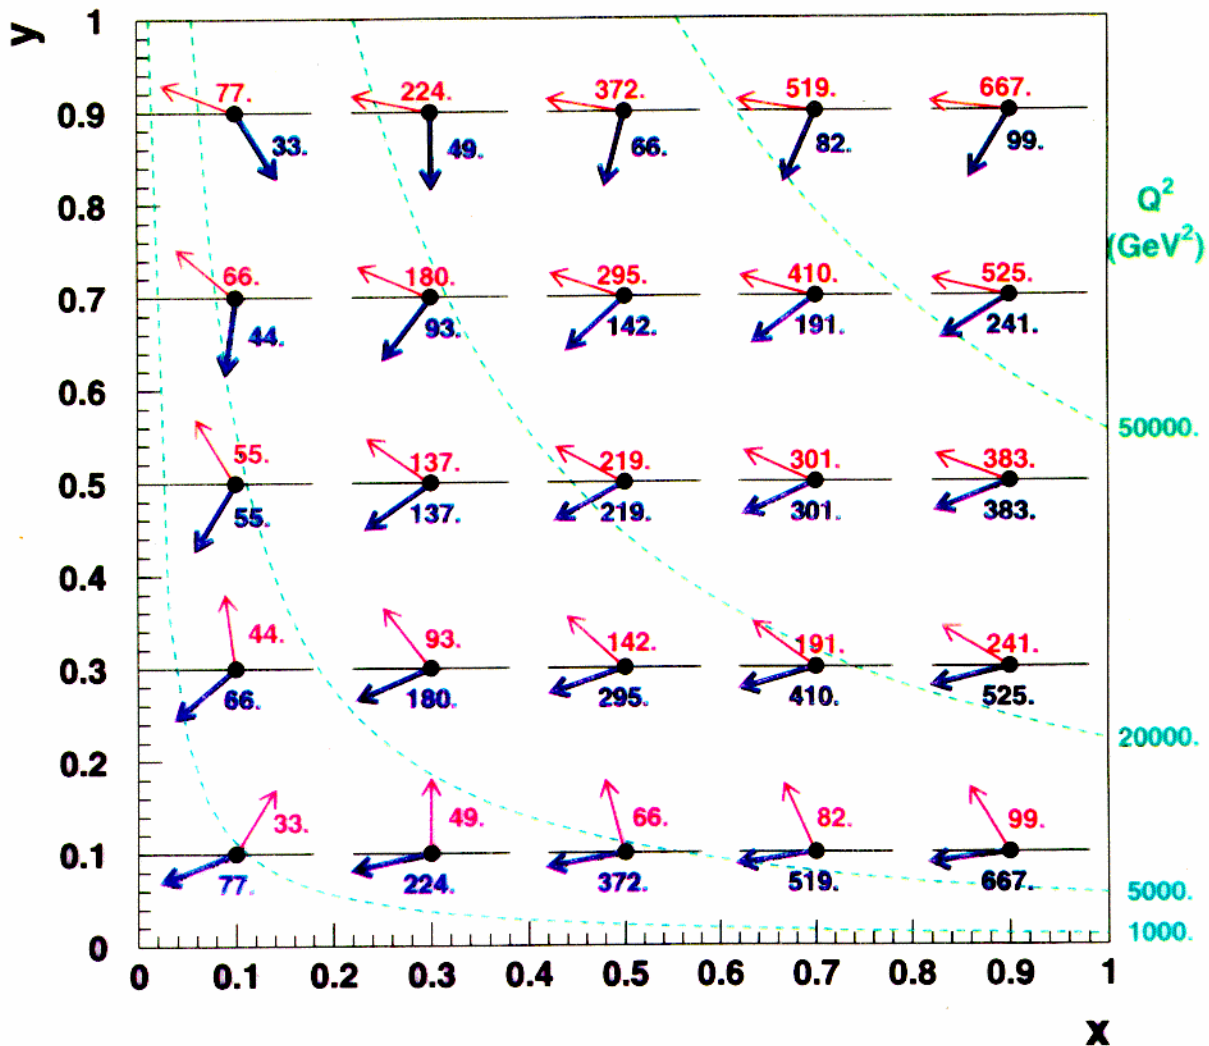 y
1
77. 224. 372. 519. 667.
0.9
33. 49. 66. 82. 99.
Q2
0.8
(GeV2)
66. 180. 295. 410. 525.
0.7
44. 93. 142. 191. 241.
0.6
50000.
55. 137. 219. 301. 383.
0.5
55. 137. 219. 301. 383.
0.4
44. 93. 142. 191. 241.
0.3
66. 180. 295. 410. 525.
20000.
0.2
33. 49. 66. 82. 99.
0.1
77. 224. 372. 519. 667.
5000.
1000.
0
0 0.1 0.2 0.3 0.4 0.5 0.6 0.7 0.8 0.9 1
x